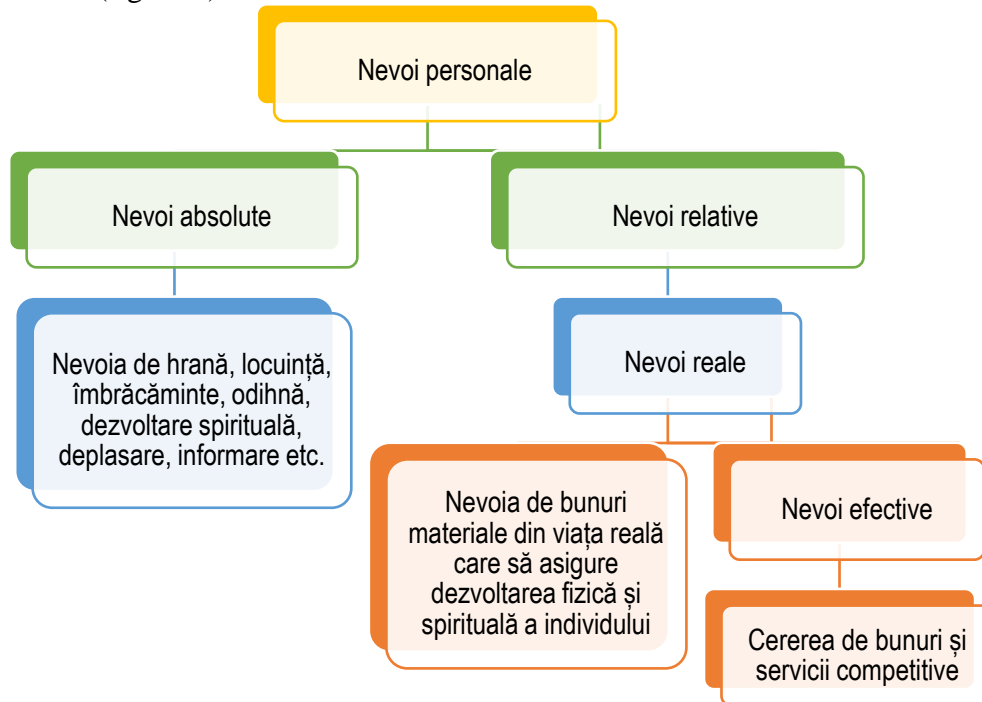 Nevoi personale
Nevoi absolute
Nevoi relative
Nevoia de hrană, locuință,
îmbrăcăminte, odihnă,
dezvoltare spirituală,
deplasare, informare etc.
Nevoi reale
Nevoia de bunuri
materiale din viața reală
care să asigure
dezvoltarea fizică și
spirituală a individului
Nevoi efective
Cererea de bunuri și
servicii competitive